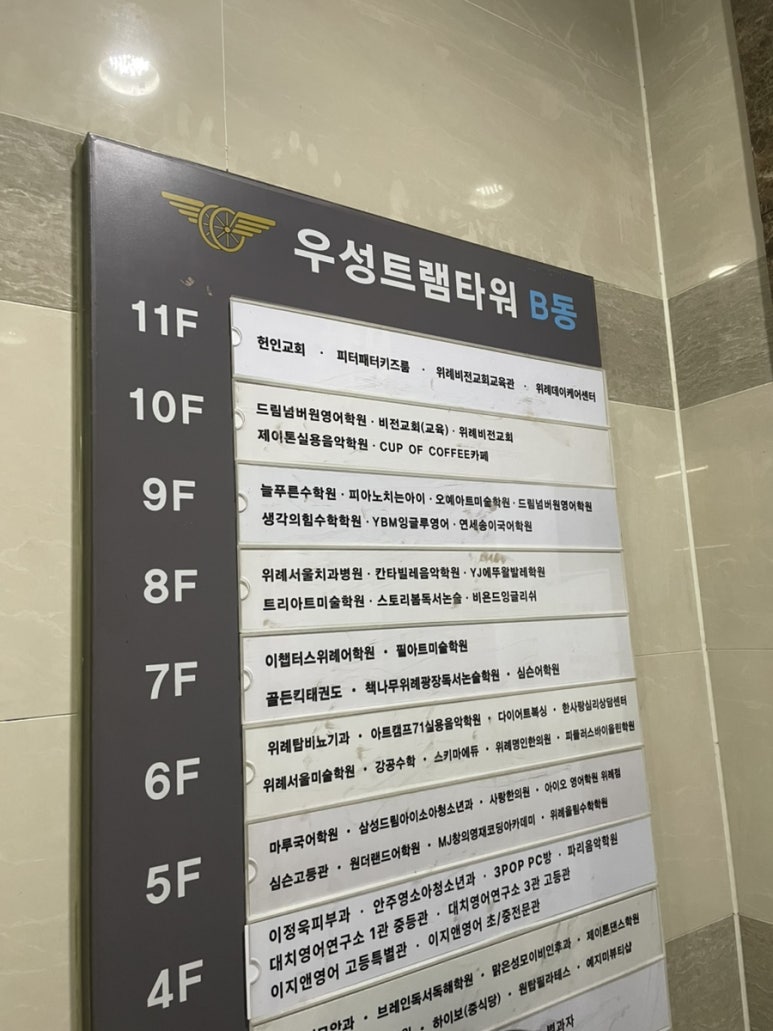 우성트램타워 B동
11F
헌인교회 · 피터패터키즈룸 · 위례비전교회교육관 · 위례데이케어센터
10F
드림넘버원영어학원 · 비전교회(교육) · 위례비전교회
제이톤실용음악학원 · CUP OF COFFEE카페
9F
늘푸른수학원 · 피아노치는아이 · 오예아트미술학원 · 드림넘버원영어학원
생각의힘수학학원 · YBM잉글루영어 · 연세송이국어학원
8F
위례서울치과병원 · 칸타빌레음악학원 · YJ에뚜왈발레학원
트리아트미술학원 · 스토리봄독서논술 · 비욘드잉글리쉬
7F
이챕터스위례어학원 · 필아트미술학원
골든킥태권도 · 책나무위례광장독서논술학원 · 심슨어학원
6F
위례탑비뇨기과 · 아트캠프71실용음악학원 · 다이어트복싱 · 한사랑심리상담센터
위례서울미술학원 · 강공수학 · 스키마에듀 · 위례명인한의원 · 피플러스바이올린학원
5F
마루국어학원 · 삼성드림아이소아청소년과 · 사랑한의원 · 아이오 영어학원 위례점
심슨고등관 · 원더랜드어학원 · MJ창의영재코딩아카데미 · 위례올림수학학원
4F
이정욱피부과 · 안주영소아청소년과 · 3POP PC방 · 파리음악학원
대치영어연구소 1관 중등관 · 대치영어연구소 3관 고등관
이지앤영어 고등특별관 · 이지앤영어 초/중전문관
브레인독서독해학원 · 맑은성모이비인후과 · 제이톤댄스학원
하이보(중식당) · 원탑필라테스 · 예지미뷰티샵